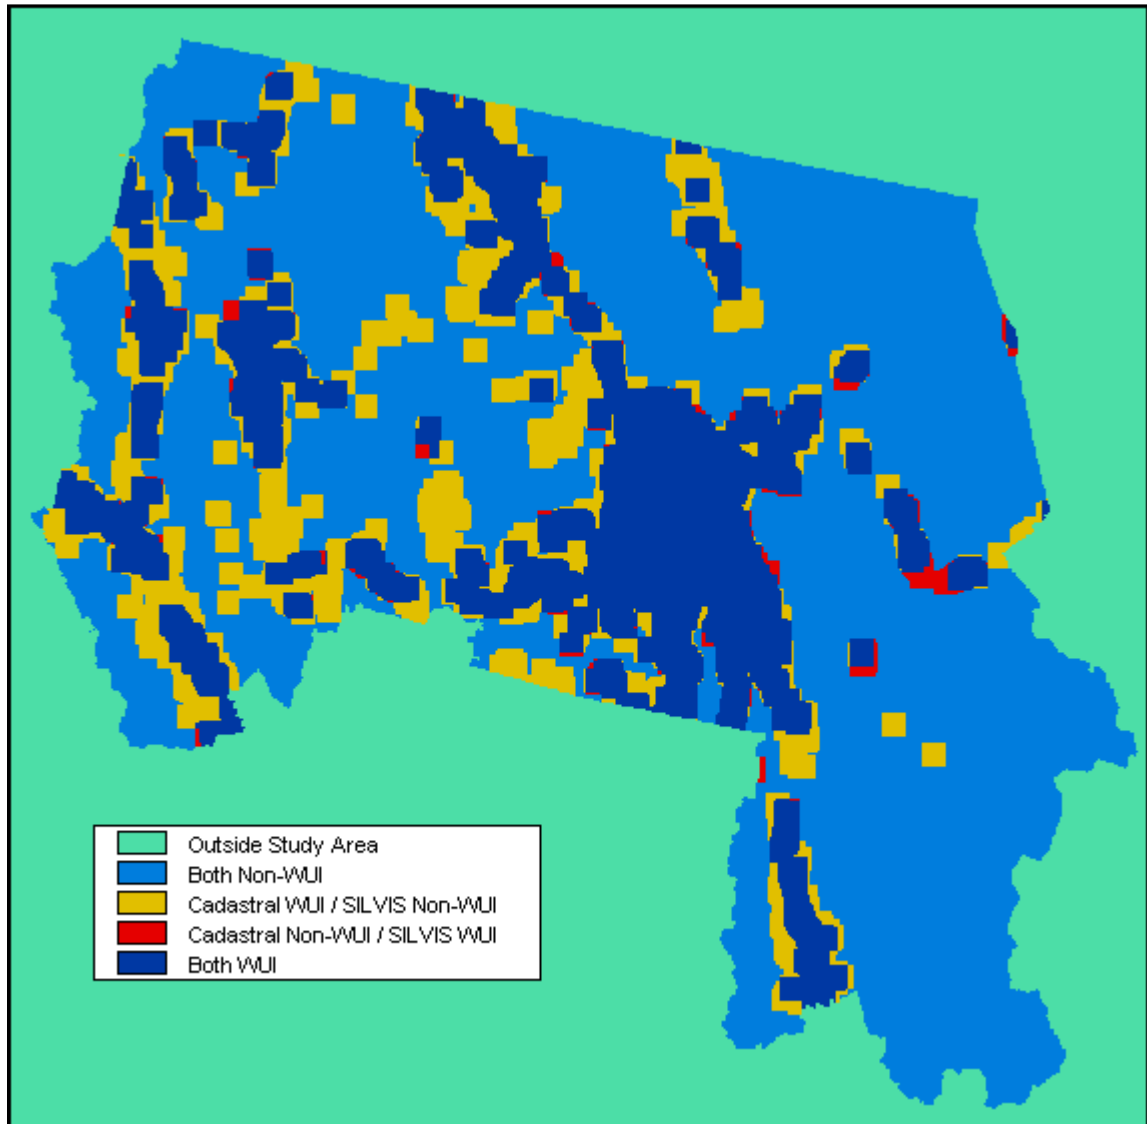 Outside Study Area
Both Non-WUI
Cadastral WUI / SILVIS Non-WUI
Cadastral Non-WUI / SILVIS WUI
Both WUI